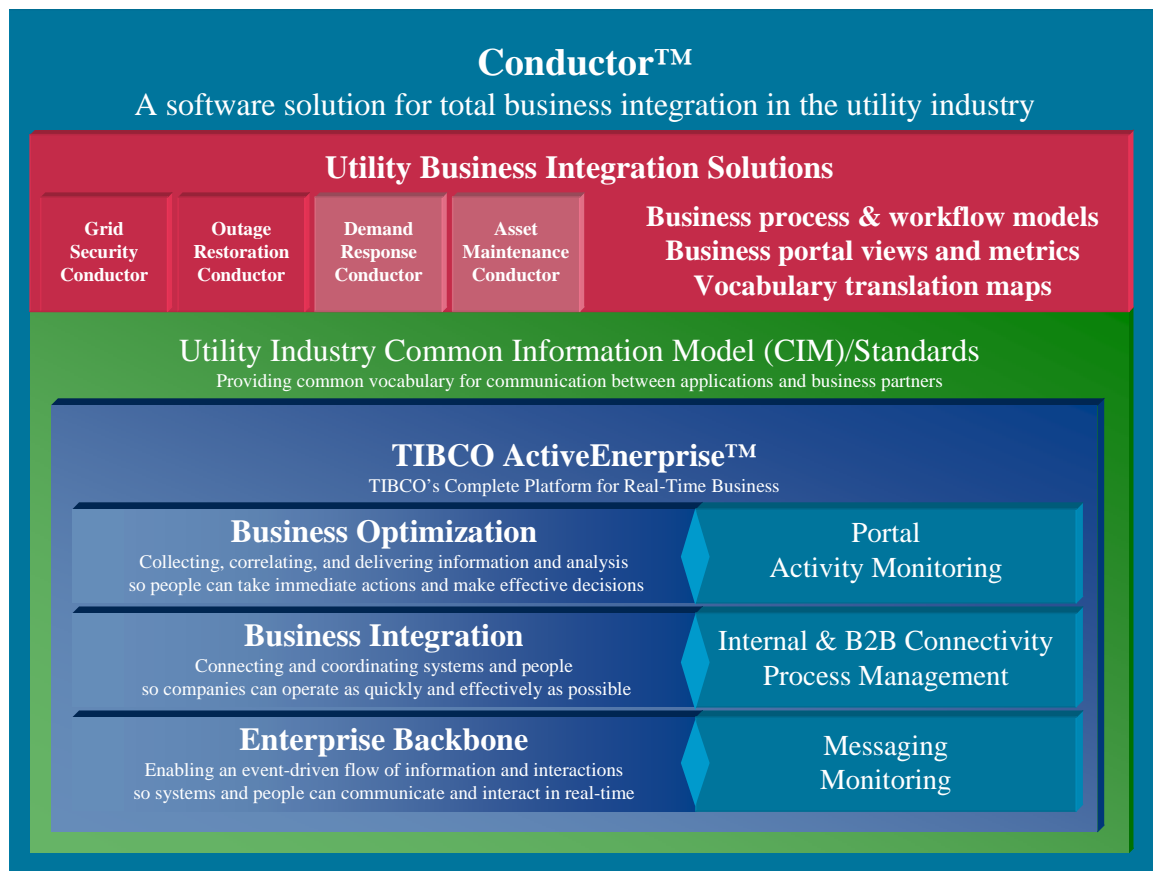 Conductor™
A software solution for total business integration in the utility industry
Utility Business Integration Solutions
Grid
Security
Conductor
Outage
Restoration
Conductor
Demand
Response
Conductor
Asset
Maintenance
Conductor
Business process & workflow models
Business portal views and metrics
Vocabulary translation maps
Utility Industry Common Information Model (CIM)/Standards
Providing common vocabulary for communication between applications and business partners
TIBCO ActiveEnerprise™
TIBCO’s Complete Platform for Real-Time Business
Business Optimization
Collecting, correlating, and delivering information and analysis
so people can take immediate actions and make effective decisions
Portal
Activity Monitoring
Business Integration
Connecting and coordinating systems and people
so companies can operate as quickly and effectively as possible
Internal & B2B Connectivity
Process Management
Enterprise Backbone
Enabling an event-driven flow of information and interactions
so systems and people can communicate and interact in real-time
Messaging
Monitoring